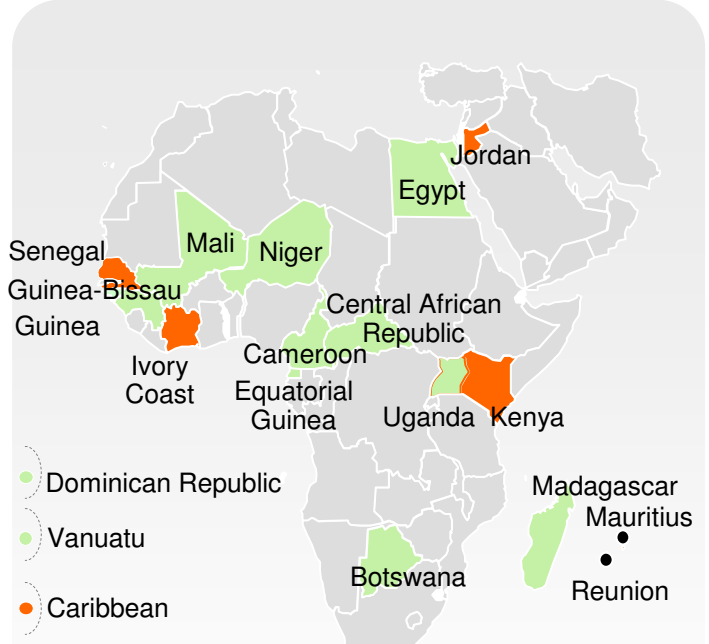 Jordan
Egypt
Senegal
Mali
Niger
Guinea-Bissau
Guinea
Central African
Republic
Ivory
Coast
Cameroon
Equatorial
Guinea
Uganda
Kenya
Dominican Republic
Vanuatu
Caribbean
Madagascar
Mauritius
Reunion
Botswana